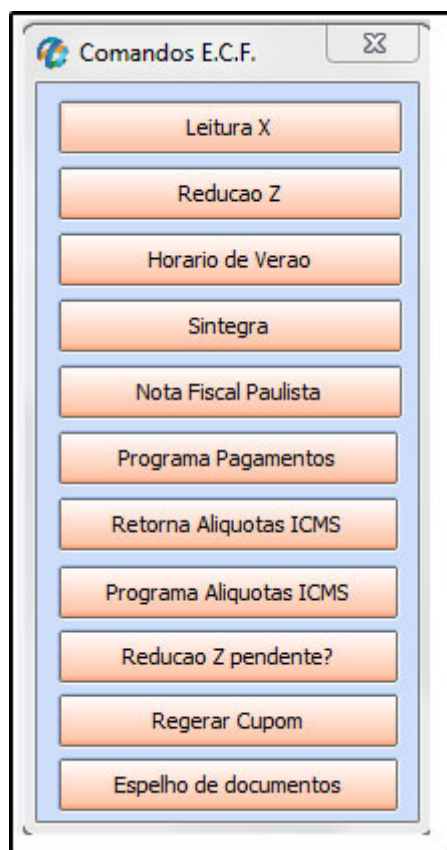 Comandos E.C.F.
Leitura X
Reducao Z
Horario de Verao
Sintegra
Nota Fiscal Paulista
Programa Pagamentos
Retorna Aliquotas ICMS
Programa Aliquotas ICMS
Reducao Z pendente?
Regerar Cupom
Espelho de documentos